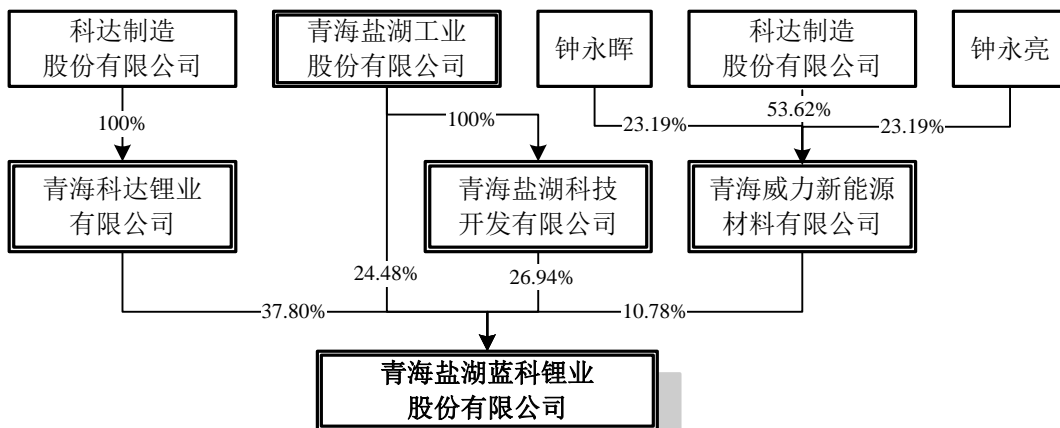 科达制造
股份有限公司
青海盐湖工业
股份有限公司
钟永晖
科达制造
股份有限公司
钟永亮
100%
100%
23.19%
53.62%
23.19%
青海科达锂业
有限公司
青海盐湖科技
开发有限公司
青海威力新能源
材料有限公司
24.48%
26.94%
37.80%
10.78%
青海盐湖蓝科锂业
股份有限公司